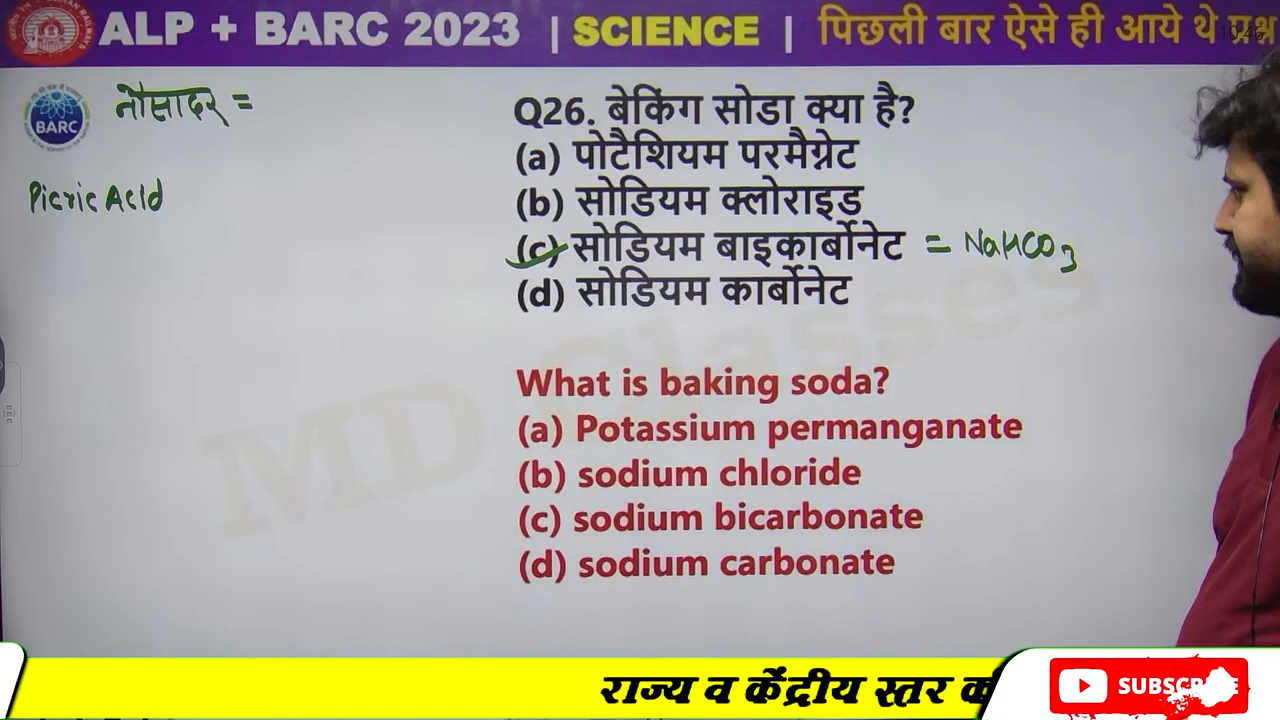 ALP + BARC 2023 | SCIENCE | पिछली बार ऐसे ही आये थे प्रश्न
नौसादर =
BARC
Picric Acid
Q26. बेकिंग सोडा क्या है?
(a) पोटैशियम परमैग्नेट
(b) सोडियम क्लोराइड
(c) सोडियम बाइकार्बोनेट = NaHCO3
(d) सोडियम कार्बोनेट
MD Classes
What is baking soda?
(a) Potassium permanganate
(b) sodium chloride
(c) sodium bicarbonate
(d) sodium carbonate
राज्य व केंद्रीय स्तर